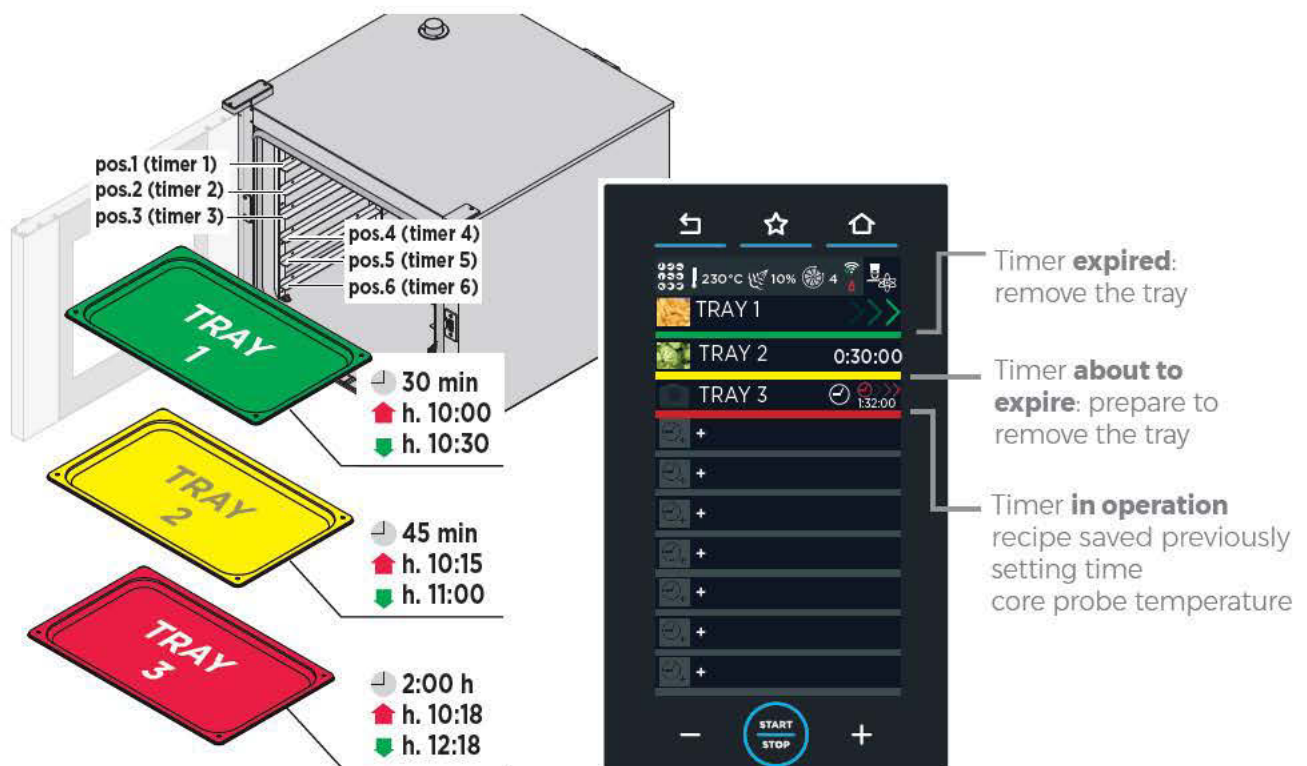 pos.1 (timer 1)
pos.2 (timer 2)
pos.3 (timer 3)
pos.4 (timer 4)
pos.5 (timer 5)
pos.6 (timer 6)
TRAY
1
30 min
h. 10:00
h. 10:30
TRAY
2
45 min
h. 10:15
h. 11:00
TRAY
3
2:00 h
h. 10:18
h. 12:18
230°C 10% 4
TRAY 1
TRAY 2 0:30:00
TRAY 3 1:32:00
+
+
+
+
+
+
+
− START +
STOP
Timer expired:
remove the tray
Timer about to
expire: prepare to
remove the tray
Timer in operation
recipe saved previously
setting time
core probe temperature